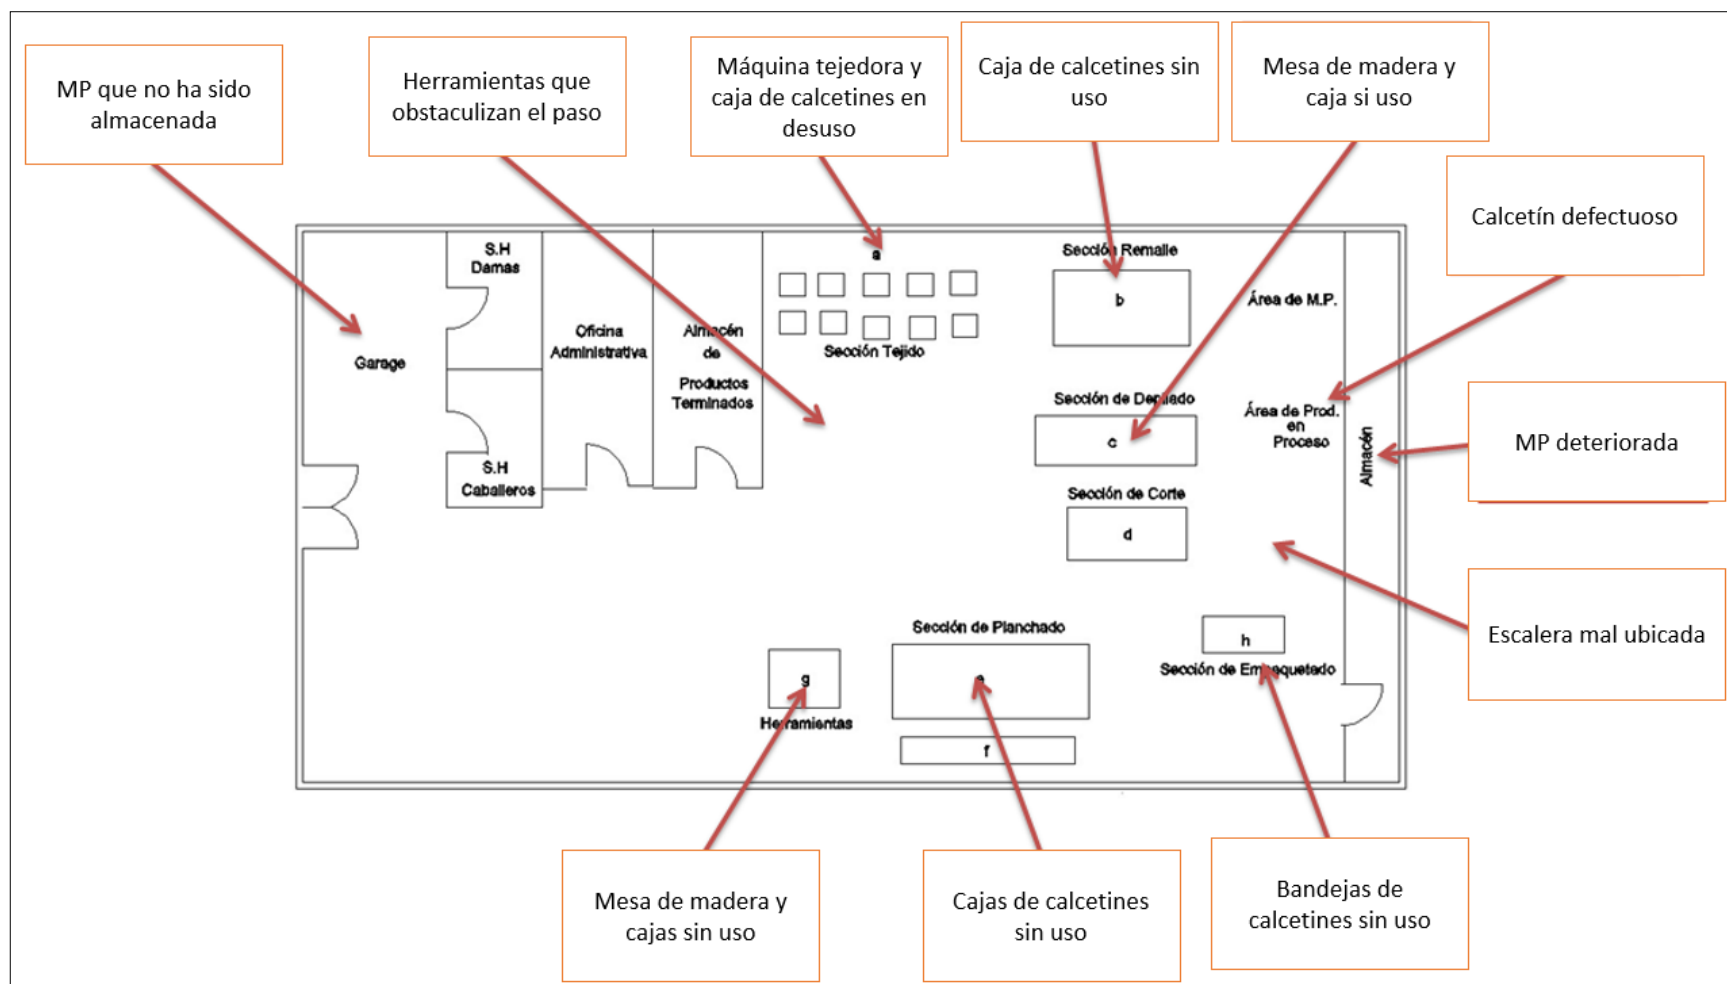 MP que no ha sido
almacenada
Herramientas que
obstaculizan el paso
Máquina tejedora y
caja de calcetines en
desuso
Caja de calcetines sin
uso
Mesa de madera y
caja si uso
Calcetín defectuoso
MP deteriorada
Escalera mal ubicada
S.H
Damas
Garage
S.H
Caballeros
Oficina
Administrativa
Almacén
de
Productos
Terminados
a
Sección Tejido
Sección Remalle
b
Área de M.P.
Sección de
c
Área de Prod.
en
Proceso
Almacén
Sección de Corte
d
Sección de Planchado
e
f
g
Herramientas
h
Sección de Empaquetado
Mesa de madera y
cajas sin uso
Cajas de calcetines
sin uso
Bandejas de
calcetines sin uso